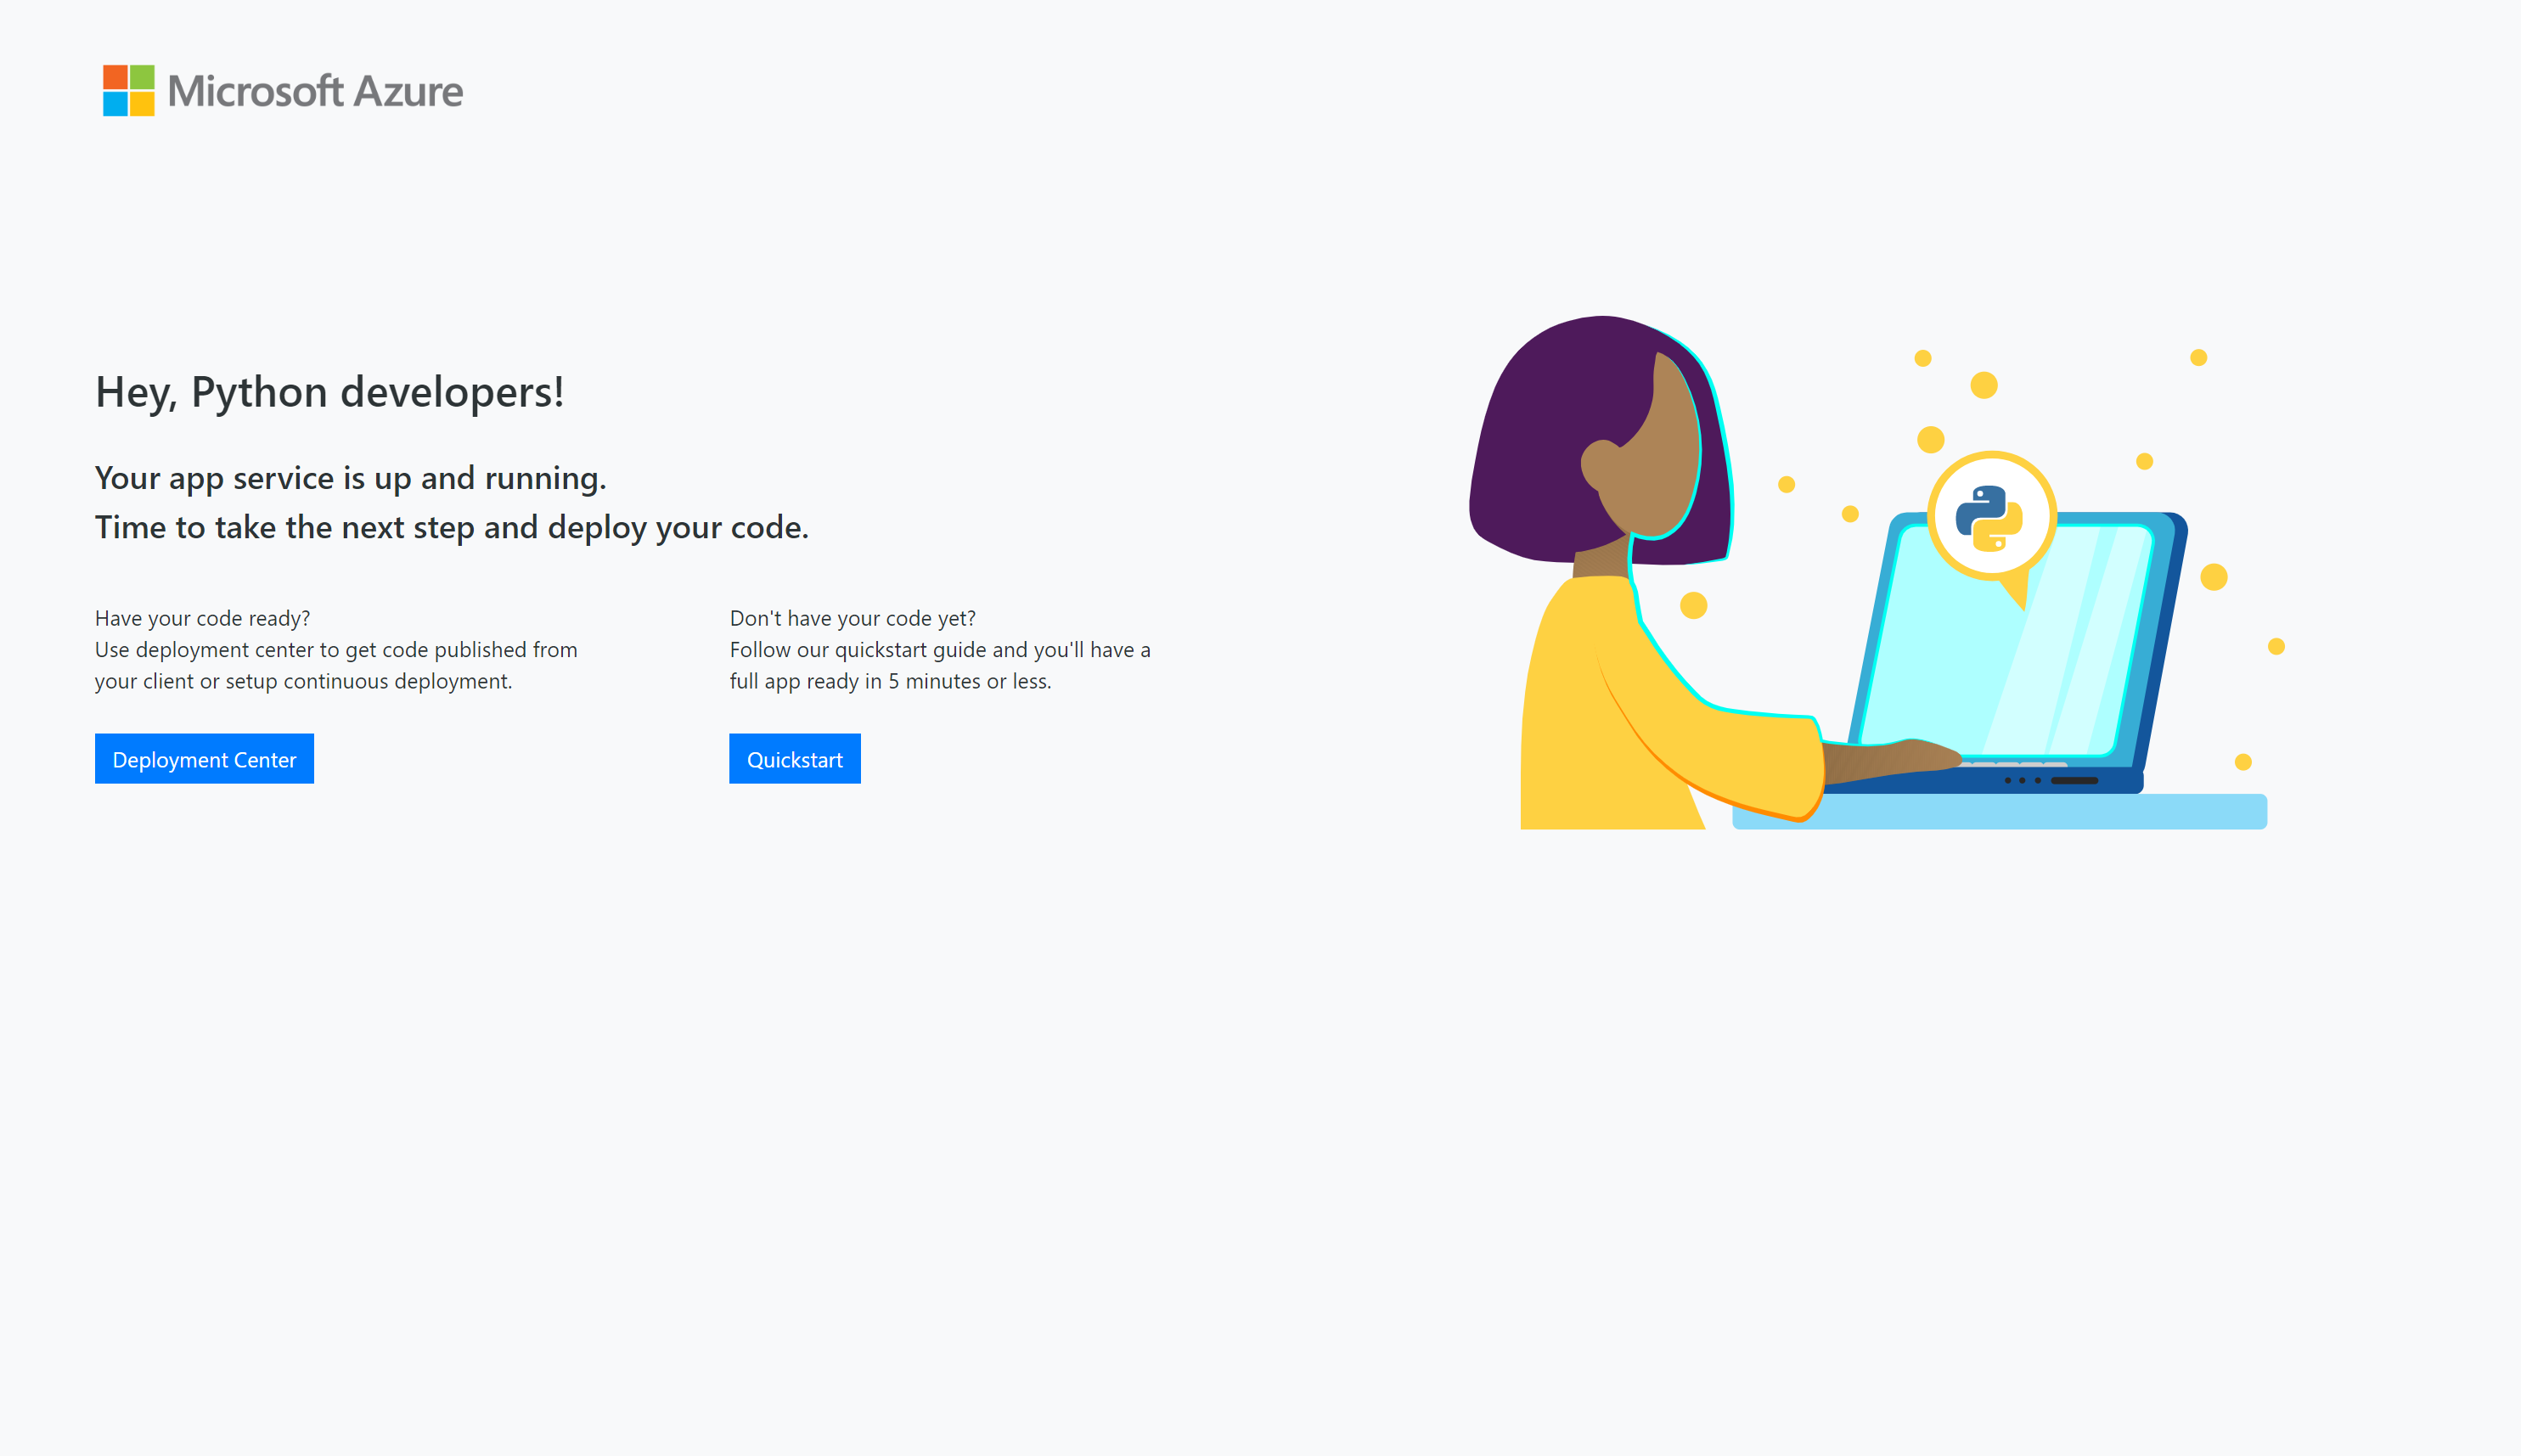 Microsoft Azure
Hey, Python developers!
Your app service is up and running.
Time to take the next step and deploy your code.
Have your code ready?
Use deployment center to get code published from
your client or setup continuous deployment.
Deployment Center
Don't have your code yet?
Follow our quickstart guide and you'll have a
full app ready in 5 minutes or less.
Quickstart